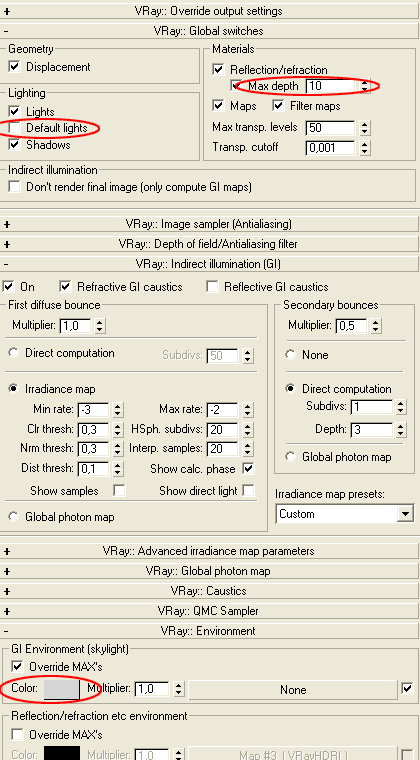 + VRay:: Override output settings
- VRay:: Global switches
Geometry
Displacement
Lighting
Lights
Default lights
Shadows
Materials
Reflection/refraction
Max depth 10
Maps Filter maps
Max transp. levels 50
Transp. cutoff 0,001
Indirect illumination
Don't render final image (only compute GI maps)
+ VRay:: Image sampler (Antialiasing)
+ VRay:: Depth of field/Antialiasing filter
- VRay:: Indirect illumination (GI)
On Refractive GI caustics Reflective GI caustics
First diffuse bounce
Multiplier: 1,0
Direct computation Subdivs: 50
Irradiance map
Min rate: -3 Max rate: -2
Clr thresh: 0,3 HSph. subdivs: 20
Nrm thresh: 0,3 Interp. samples: 20
Dist thresh: 0,1 Show calc. phase
Show samples Show direct light
Global photon map
Secondary bounces
Multiplier: 0,5
None
Direct computation
Subdivs: 1
Depth: 3
Global photon map
Irradiance map presets:
Custom
+ VRay:: Advanced irradiance map parameters
+ VRay:: Global photon map
+ VRay:: Caustics
+ VRay:: QMC Sampler
- VRay:: Environment
GI Environment (skylight)
Override MAX's
Color: Multiplier: 1,0 None
Reflection/refraction etc environment
Override MAX's
Color: Multiplier: 1,0 Map #3 ( VRayHDRI )